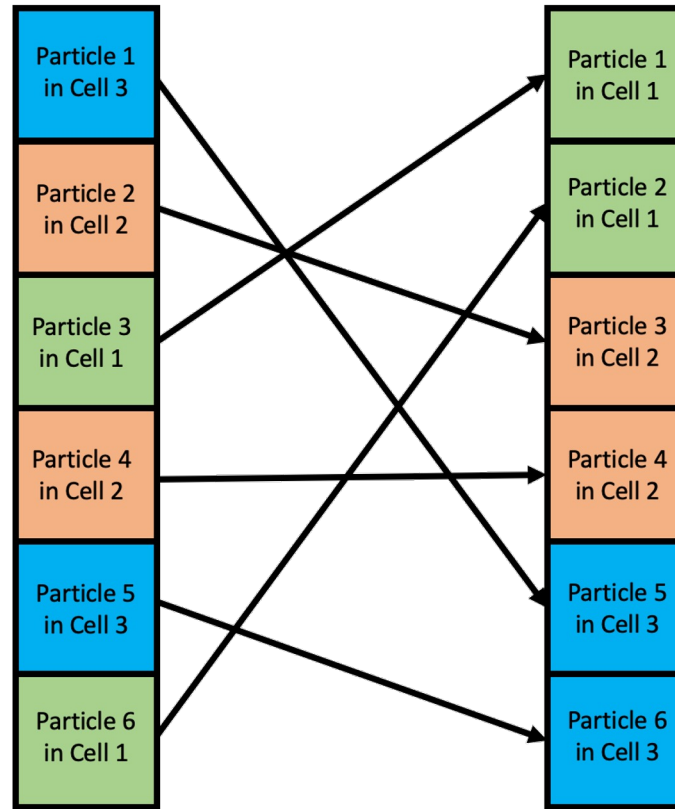 Particle 1
in Cell 3
Particle 2
in Cell 2
Particle 3
in Cell 1
Particle 4
in Cell 2
Particle 5
in Cell 3
Particle 6
in Cell 1
Particle 1
in Cell 1
Particle 2
in Cell 1
Particle 3
in Cell 2
Particle 4
in Cell 2
Particle 5
in Cell 3
Particle 6
in Cell 3